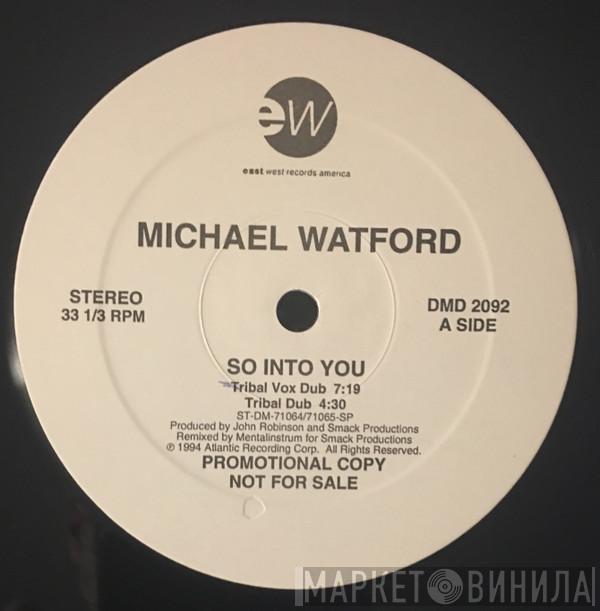 ew
east west records america
MICHAEL WATFORD
STEREO
33 1/3 RPM
DMD 2092
A SIDE
SO INTO YOU
Tribal Vox Dub 7:19
Tribal Dub 4:30
ST-DM-71064/71065-SP
Produced by John Robinson and Smack Productions
Remixed by Mentalinstrum for Smack Productions
℗ 1994 Atlantic Recording Corp. All Rights Reserved.
PROMOTIONAL COPY
NOT FOR SALE
МАРКЕТ ВИНИЛА